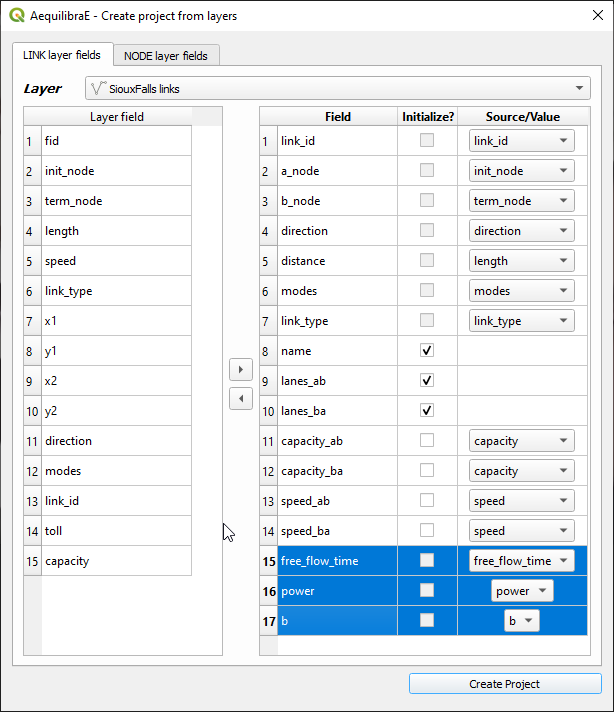 AequilibraE - Create project from layers
LINK layer fields NODE layer fields
Layer SiouxFalls links
Layer field
1 fid
2 init_node
3 term_node
4 length
5 speed
6 link_type
7 x1
8 y1
9 x2
10 y2
11 direction
12 modes
13 link_id
14 toll
15 capacity
Field Initialize? Source/Value
1 link_id link_id
2 a_node init_node
3 b_node term_node
4 direction direction
5 distance length
6 modes modes
7 link_type link_type
8 name
9 lanes_ab
10 lanes_ba
11 capacity_ab capacity
12 capacity_ba capacity
13 speed_ab speed
14 speed_ba speed
15 free_flow_time free_flow_time
16 power power
17 b b
Create Project